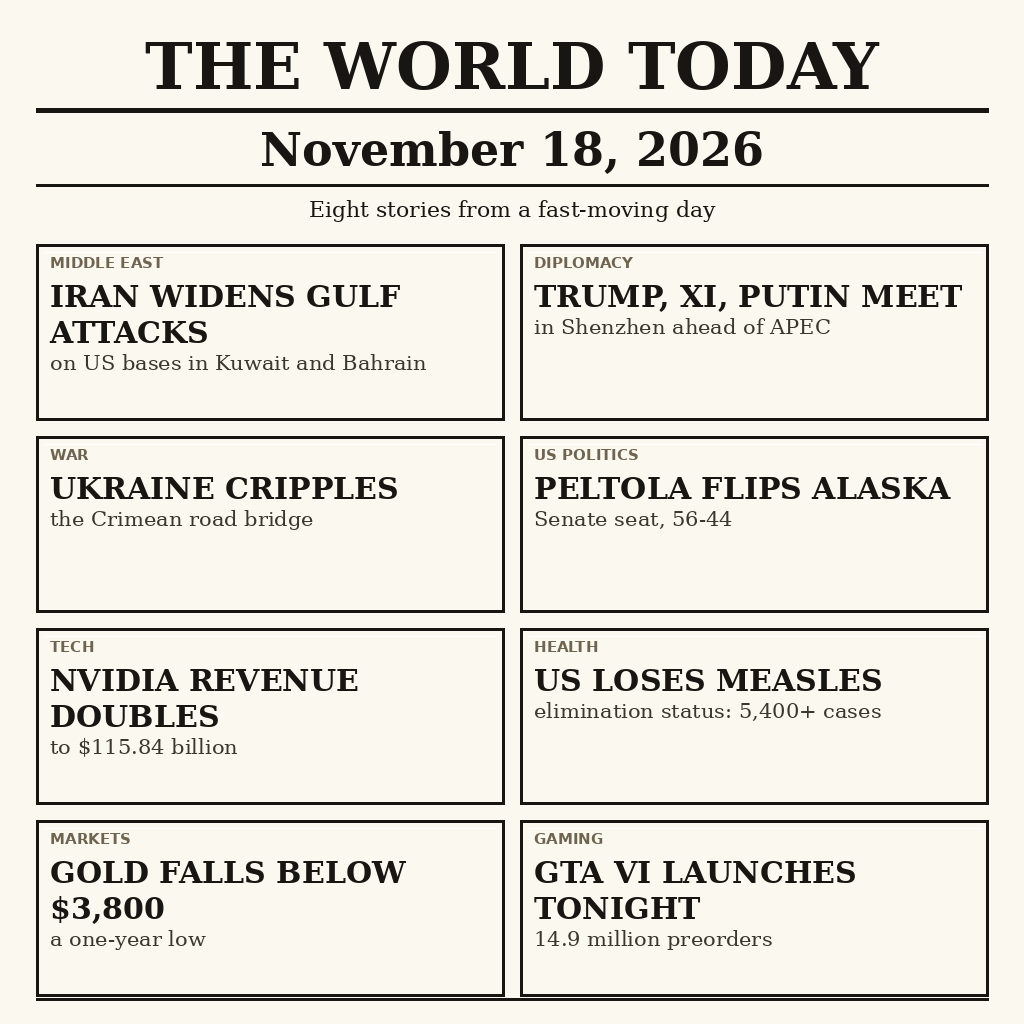 THE WORLD TODAY
November 18, 2026
Eight stories from a fast-moving day
MIDDLE EAST
IRAN WIDENS GULF
ATTACKS
on US bases in Kuwait and Bahrain
DIPLOMACY
TRUMP, XI, PUTIN MEET
in Shenzhen ahead of APEC
WAR
UKRAINE CRIPPLES
the Crimean road bridge
US POLITICS
PELTOLA FLIPS ALASKA
Senate seat, 56-44
TECH
NVIDIA REVENUE
DOUBLES
to $115.84 billion
HEALTH
US LOSES MEASLES
elimination status: 5,400+ cases
MARKETS
GOLD FALLS BELOW
$3,800
a one-year low
GAMING
GTA VI LAUNCHES
TONIGHT
14.9 million preorders